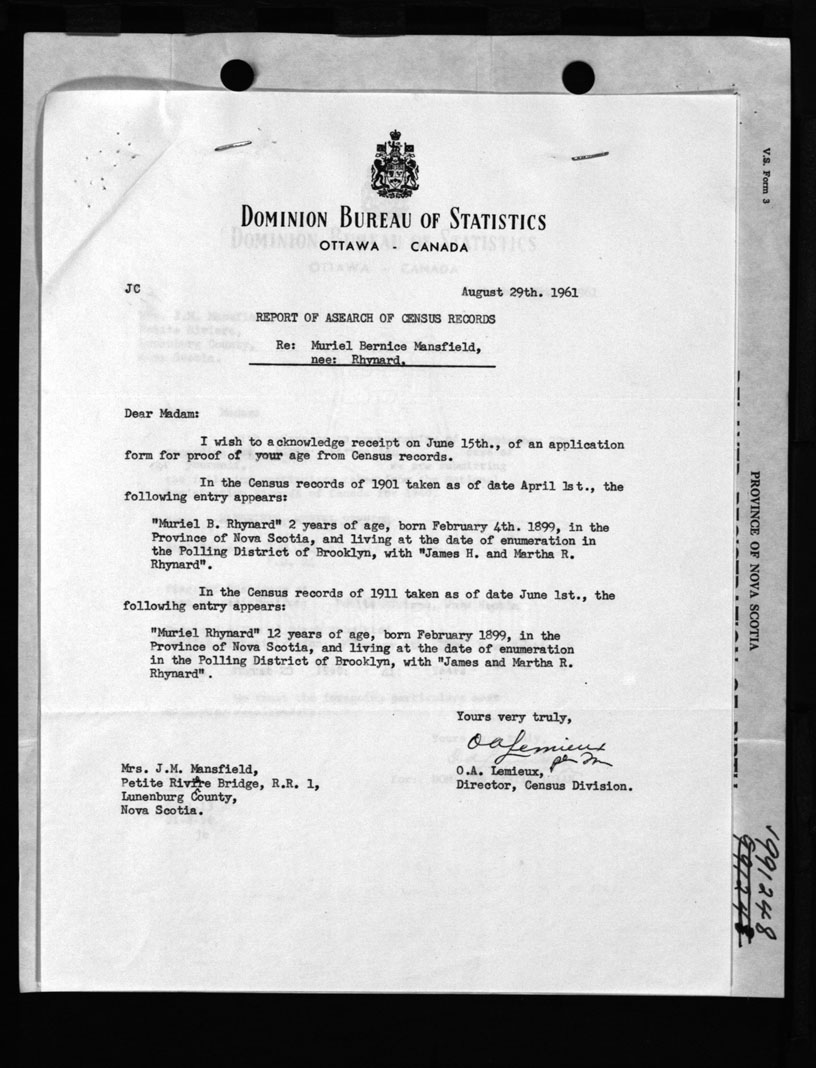 DOMINION BUREAU OF STATISTICS
OTTAWA - CANADA
JC
August 29th. 1961
REPORT OF ASEARCH OF CENSUS RECORDS
Re: Muriel Bernice Mansfield,
nee: Rhynard.
Dear Madam:
I wish to acknowledge receipt on June 15th., of an application
form for proof of your age from Census records.
In the Census records of 1901 taken as of date April 1st., the
following entry appears:
"Muriel B. Rhynard" 2 years of age, born February 4th. 1899, in the
Province of Nova Scotia, and living at the date of enumeration in
the Polling District of Brooklyn, with "James H. and Martha R.
Rhynard".
In the Census records of 1911 taken as of date June 1st., the
followihg entry appears:
"Muriel Rhynard" 12 years of age, born February 1899, in the
Province of Nova Scotia, and living at the date of enumeration
in the Polling District of Brooklyn, with "James and Martha R.
Rhynard".
Yours very truly,
OALemieux
per M
O.A. Lemieux,
Director, Census Division.
Mrs. J.M. Mansfield,
Petite Rivere Bridge, R.R. 1,
Lunenburg County,
Nova Scotia.
V.S. Form 3
PROVINCE OF NOVA SCOTIA
1991248